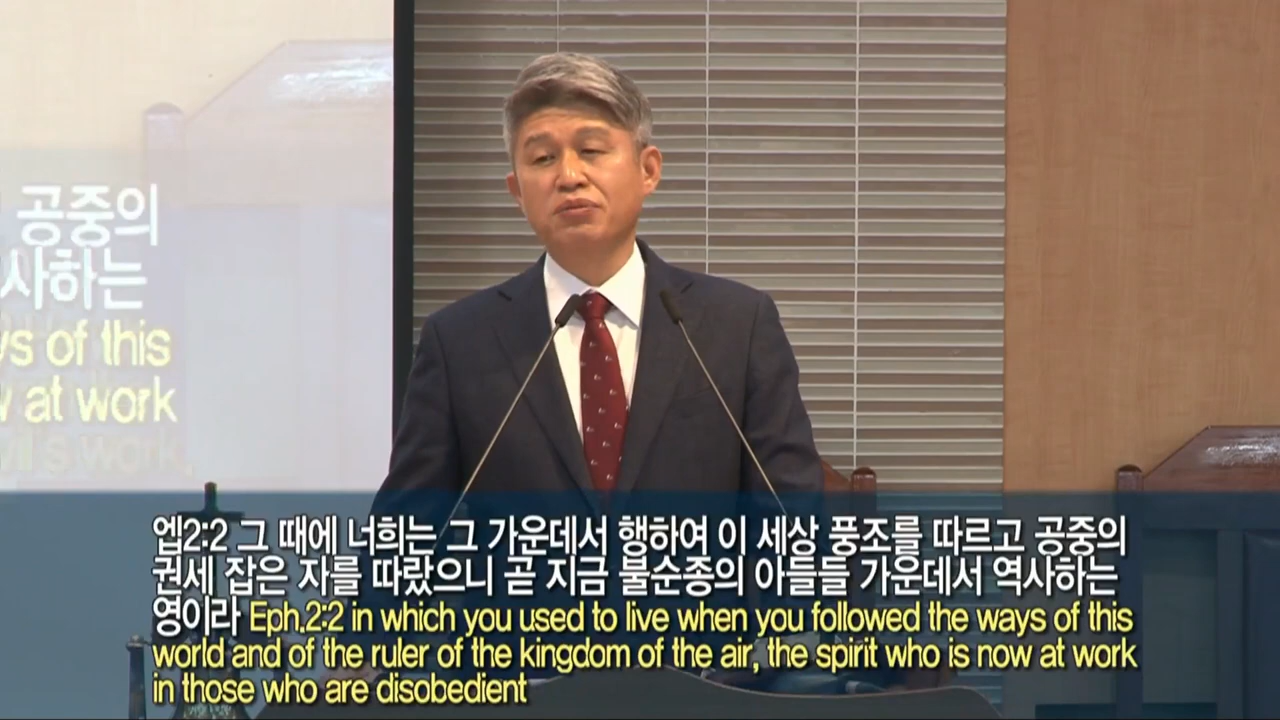 공중의
사하는
ys of this
at work
엡2:2 그 때에 너희는 그 가운데서 행하여 이 세상 풍조를 따르고 공중의
권세 잡은 자를 따랐으니 곧 지금 불순종의 아들들 가운데서 역사하는
영이라 Eph.2:2 in which you used to live when you followed the ways of this
world and of the ruler of the kingdom of the air, the spirit who is now at work
in those who are disobedient